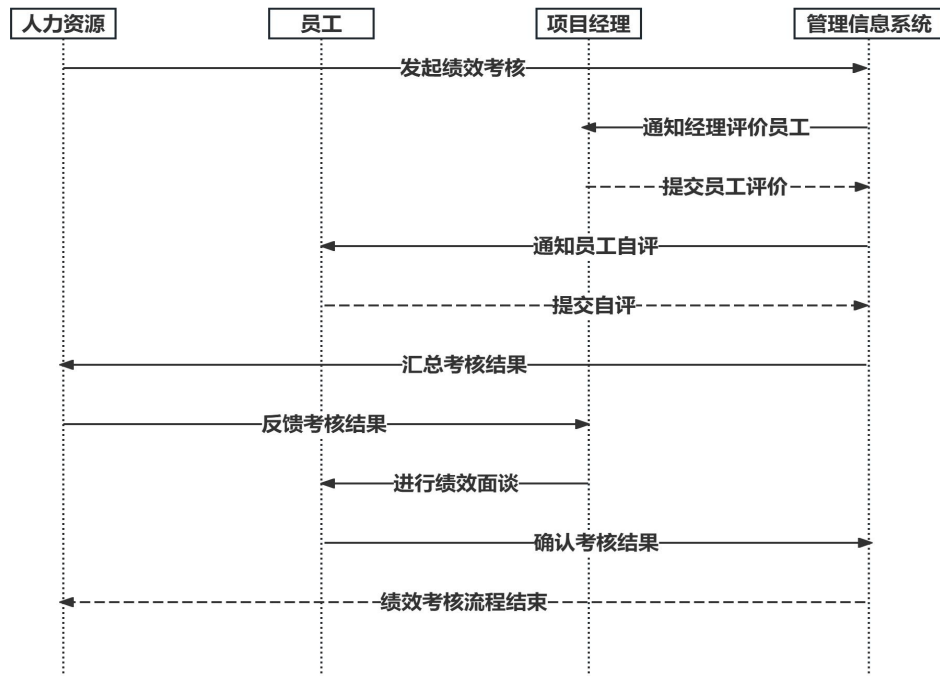 人力资源
员工
项目经理
管理信息系统
发起绩效考核
通知经理评价员工
提交员工评价
通知员工自评
提交自评
汇总考核结果
反馈考核结果
进行绩效面谈
确认考核结果
绩效考核流程结束